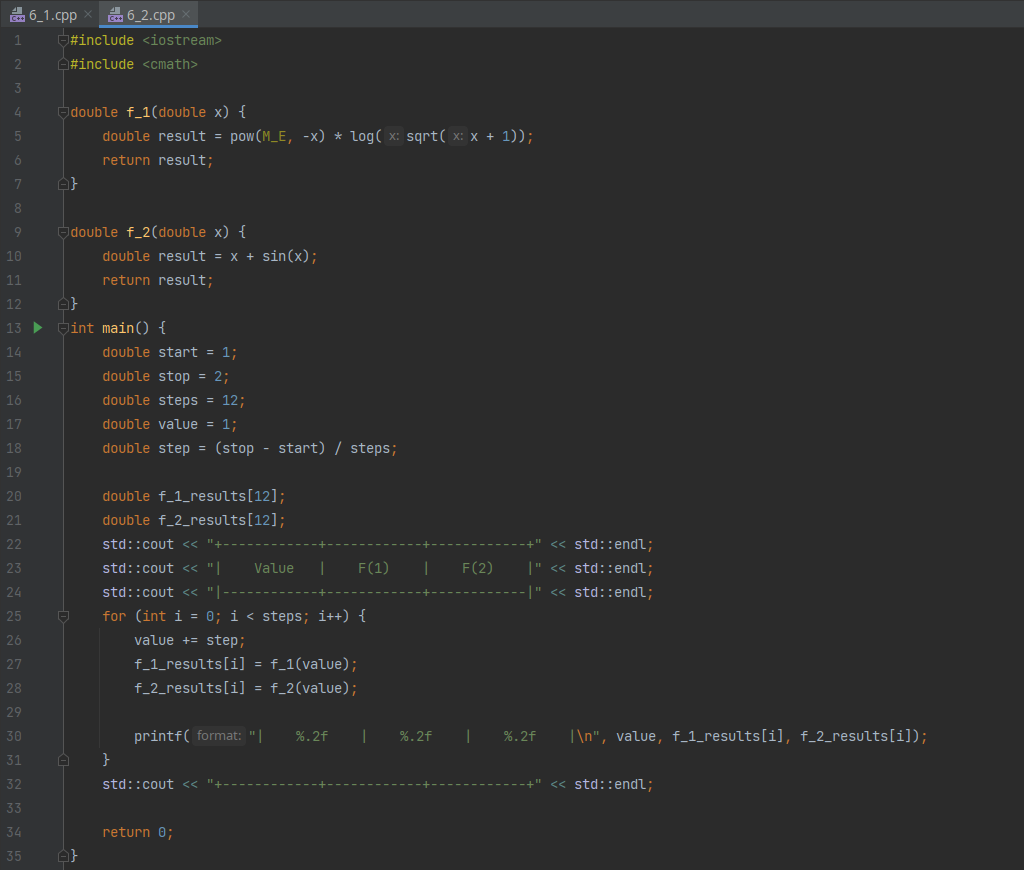 6_1.cpp × 6_2.cpp ×
1 #include <iostream>
2 #include <cmath>
3
4 double f_1(double x) {
5     double result = pow(M_E, -x) * log( x: sqrt( x: x + 1));
6     return result;
7 }
8
9 double f_2(double x) {
10     double result = x + sin(x);
11     return result;
12 }
13 int main() {
14     double start = 1;
15     double stop = 2;
16     double steps = 12;
17     double value = 1;
18     double step = (stop - start) / steps;
19
20     double f_1_results[12];
21     double f_2_results[12];
22     std::cout << "+------------+------------+------------+" << std::endl;
23     std::cout << "|    Value   |    F(1)    |    F(2)    |" << std::endl;
24     std::cout << "|------------+------------+------------|" << std::endl;
25     for (int i = 0; i < steps; i++) {
26         value += step;
27         f_1_results[i] = f_1(value);
28         f_2_results[i] = f_2(value);
29
30         printf( format: "|    %.2f    |    %.2f    |    %.2f    |\n", value, f_1_results[i], f_2_results[i]);
31     }
32     std::cout << "+------------+------------+------------+" << std::endl;
33
34     return 0;
35 }